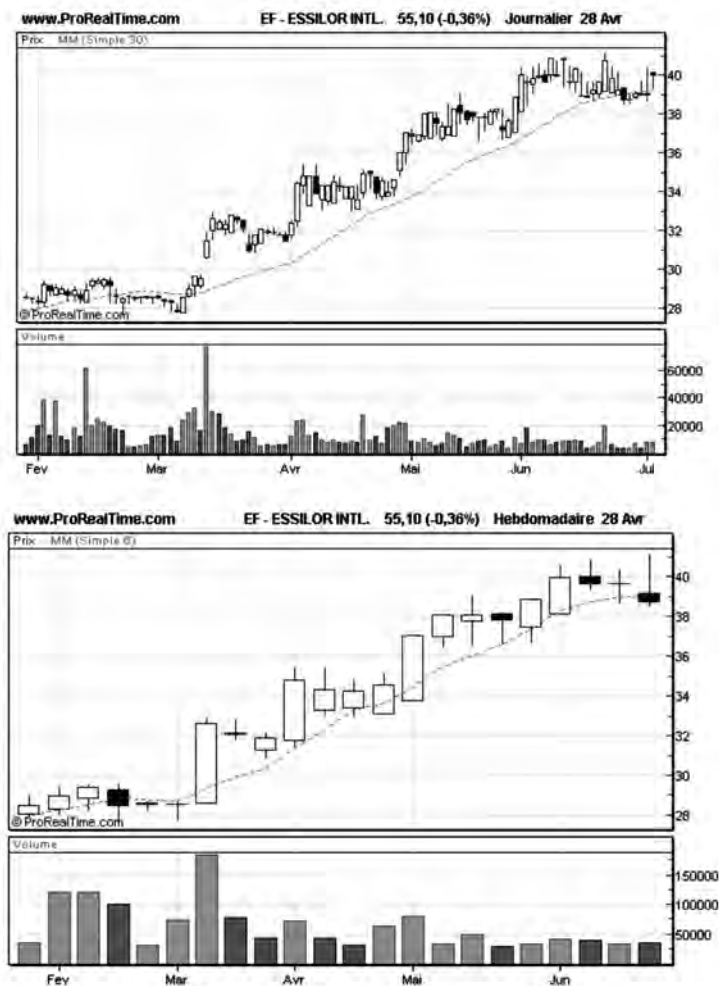 www.ProRealTime.com EF - ESSILOR INTL. 55,10 (-0,36%) Journalier 28 Avr
Prix MM (Simple 30)
40
38
36
34
32
30
28
© ProRealTime.com
Volume
60000
40000
20000
Fev Mar Avr Mai Jun Jul
www.ProRealTime.com EF - ESSILOR INTL. 55,10 (-0,36%) Hebdomadaire 28 Avr
Prix MM (Simple 6)
40
38
36
34
32
30
28
© ProRealTime.com
Volume
150000
100000
50000
Fev Mar Avr Mai Jun